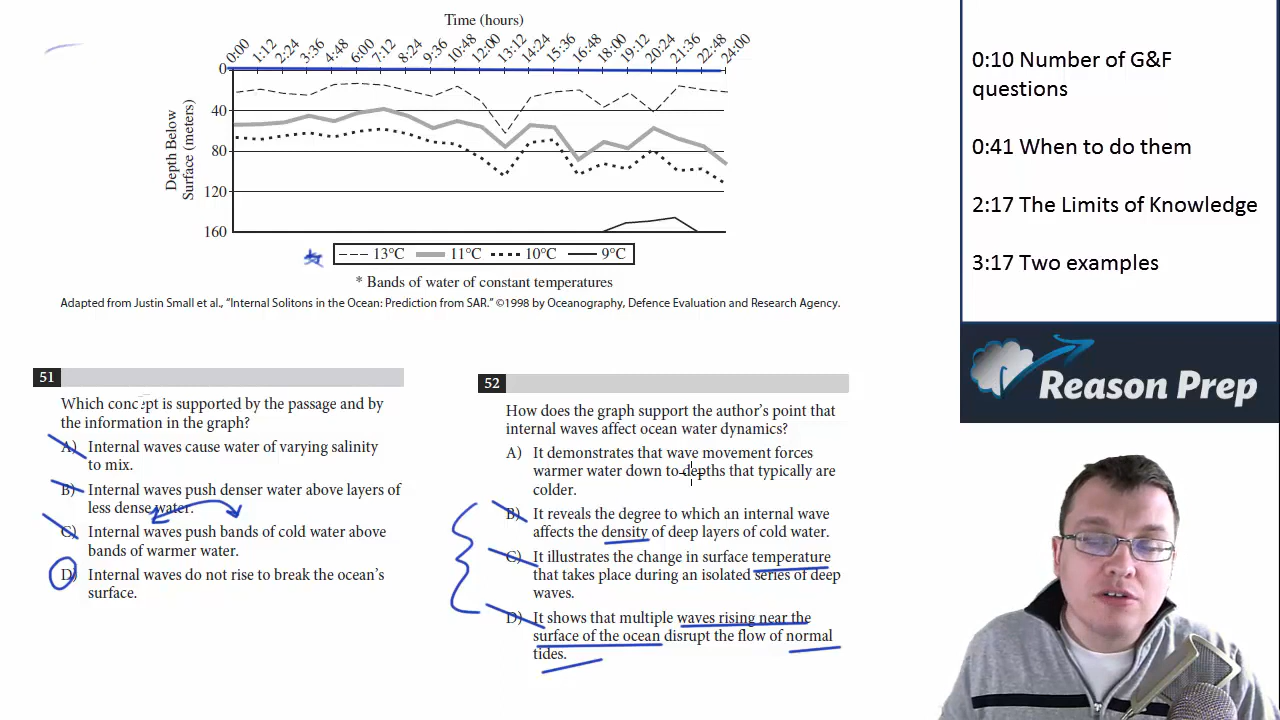 Time (hours)
0:00 1:12 2:24 3:36 4:48 6:00 7:12 8:24 9:36 10:48 12:00 13:12 14:24 15:36 16:48 18:00 19:12 20:24 21:36 22:48 24:00
Depth Below
Surface (meters)
0
40
80
120
160
13°C 11°C 10°C 9°C
* Bands of water of constant temperatures
Adapted from Justin Small et al., “Internal Solitons in the Ocean: Prediction from SAR.” ©1998 by Oceanography, Defence Evaluation and Research Agency.
51
Which concept is supported by the passage and by
the information in the graph?
A) Internal waves cause water of varying salinity
to mix.
B) Internal waves push denser water above layers of
less dense water.
C) Internal waves push bands of cold water above
bands of warmer water.
D) Internal waves do not rise to break the ocean’s
surface.
52
How does the graph support the author’s point that
internal waves affect ocean water dynamics?
A) It demonstrates that wave movement forces
warmer water down to depths that typically are
colder.
B) It reveals the degree to which an internal wave
affects the density of deep layers of cold water.
C) It illustrates the change in surface temperature
that takes place during an isolated series of deep
waves.
D) It shows that multiple waves rising near the
surface of the ocean disrupt the flow of normal
tides.
0:10 Number of G&F
questions
0:41 When to do them
2:17 The Limits of Knowledge
3:17 Two examples
Reason Prep